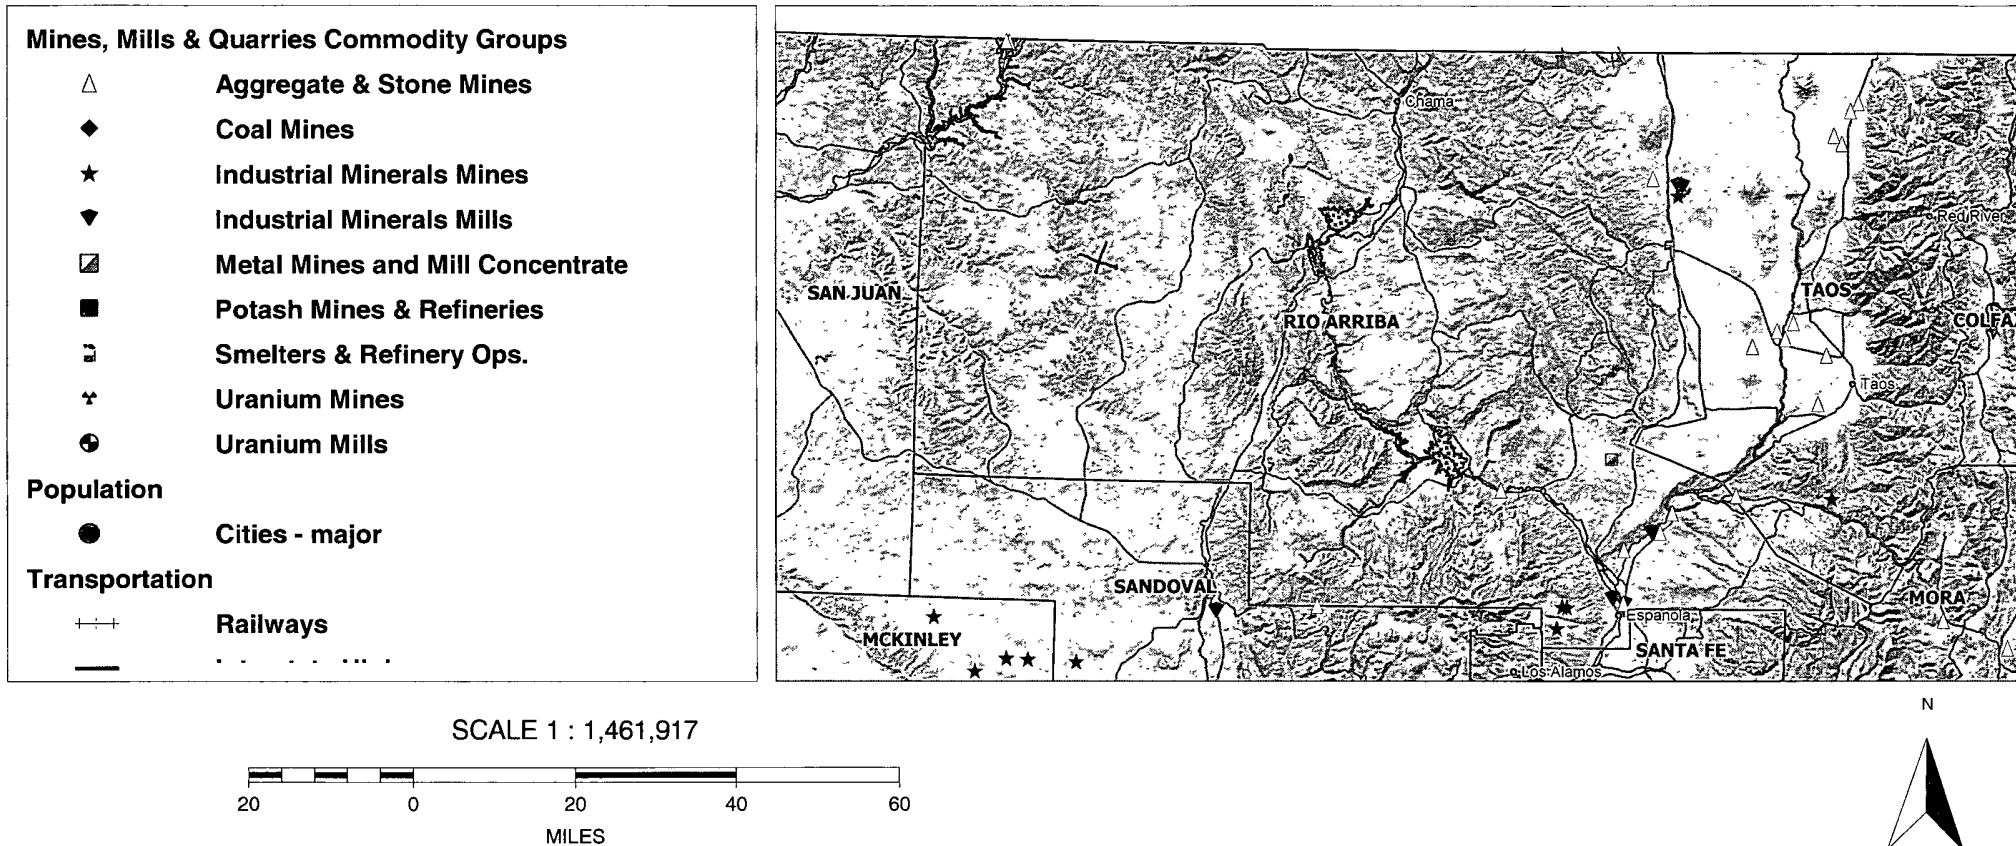 Mines, Mills & Quarries Commodity Groups
Aggregate & Stone Mines
Coal Mines
Industrial Minerals Mines
Industrial Minerals Mills
Metal Mines and Mill Concentrate
Potash Mines & Refineries
Smelters & Refinery Ops.
Uranium Mines
Uranium Mills
Population
Cities - major
Transportation
Railways
Chama
Red River
SAN JUAN
TAOS
RIO ARRIBA
COLFA
Taos
SANDOVAL
MORA
Espanola
MCKINLEY
SANTA FE
Los Alamos
SCALE 1 : 1,461,917
20 0 20 40 60
MILES
N